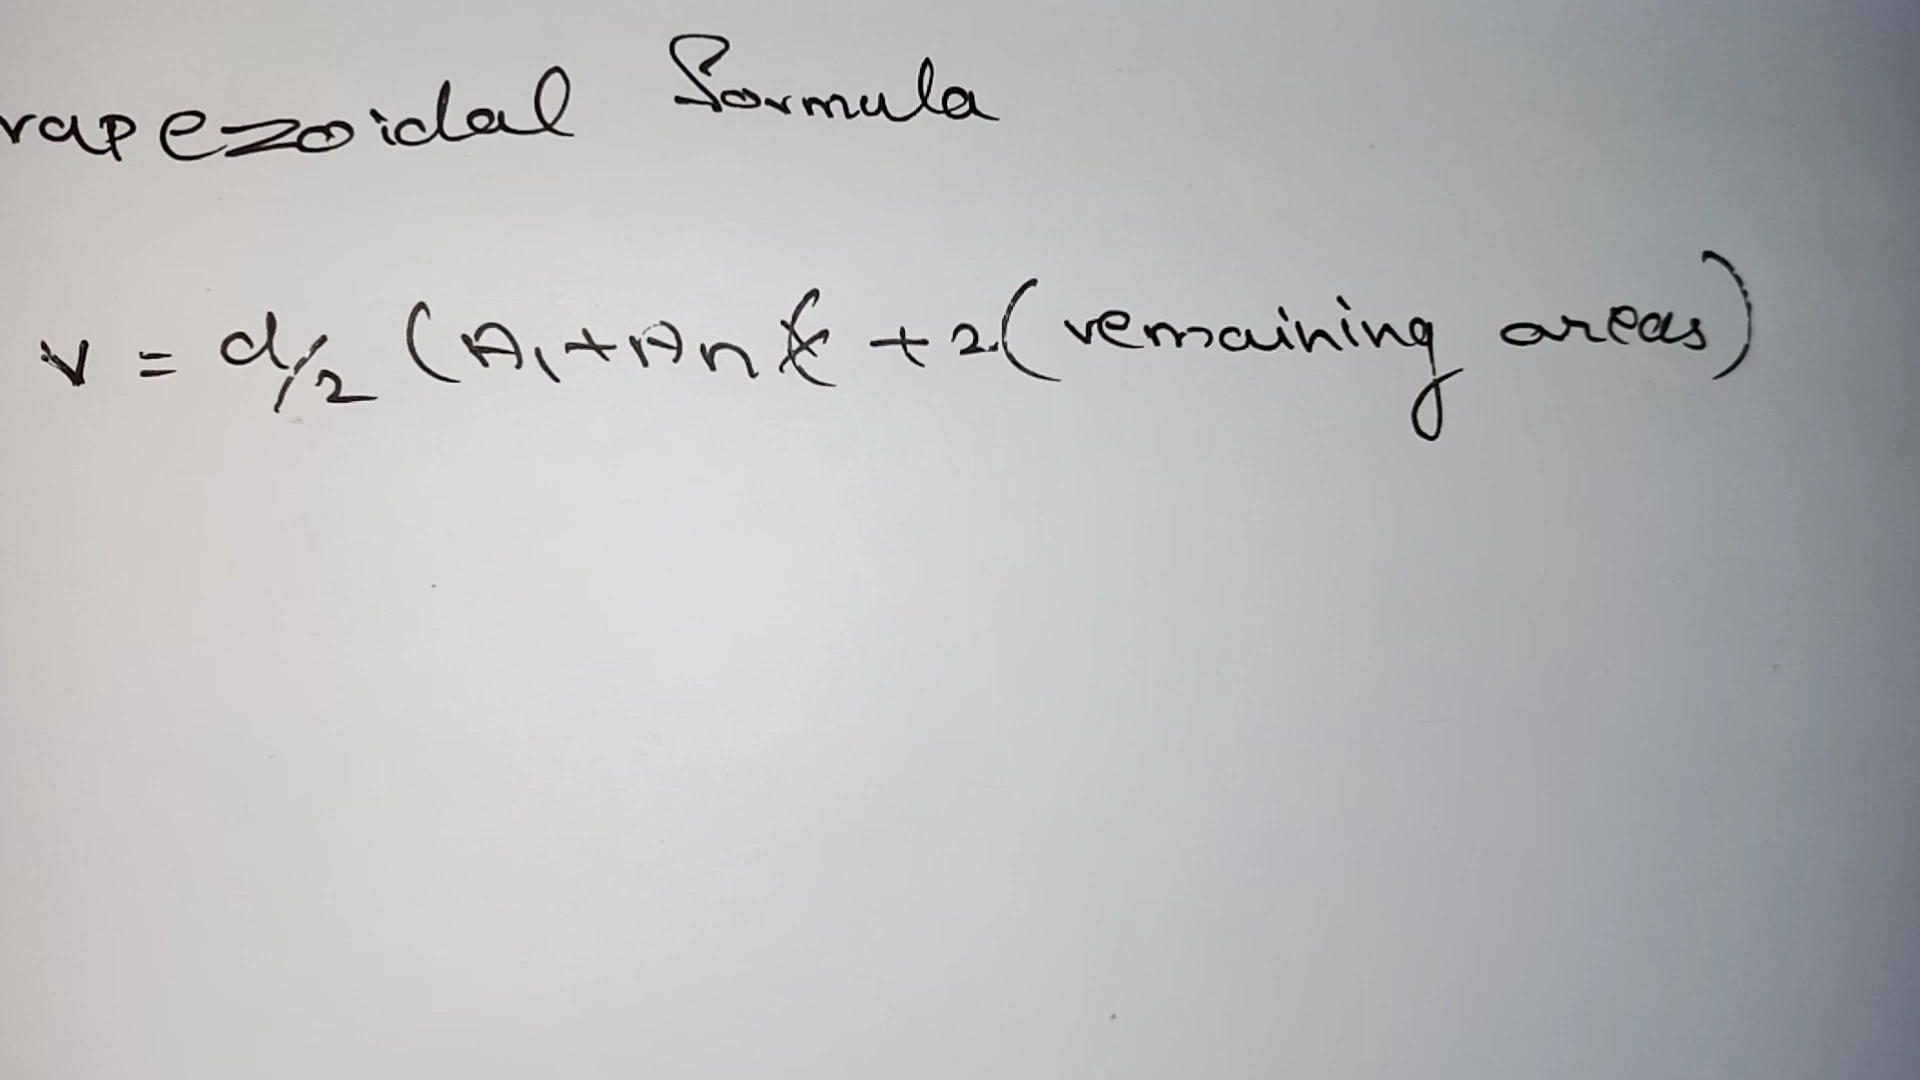 rapezoidal formula
V = d/2 (A1 + An + 2(remaining areas)